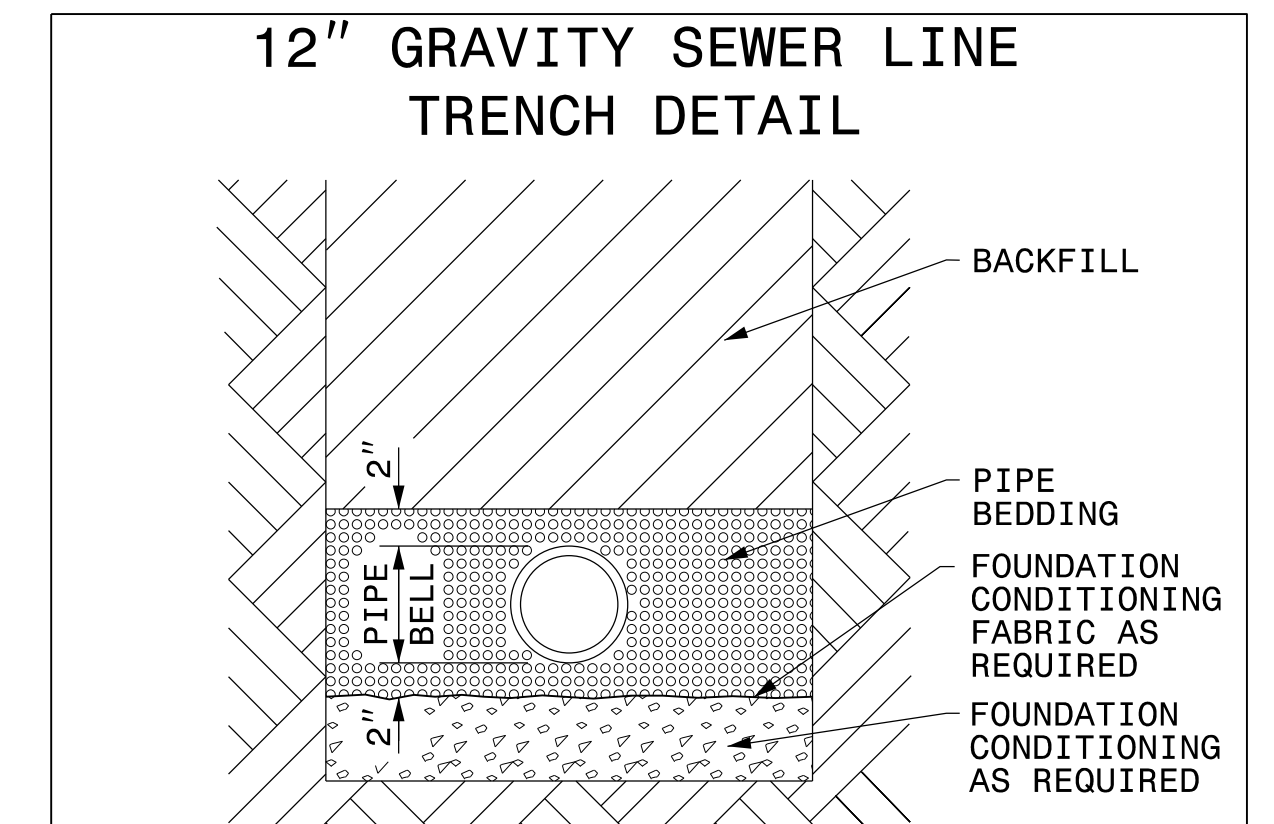 12" GRAVITY SEWER LINE
TRENCH DETAIL
BACKFILL
2"
PIPE
BEDDING
PIPE
BELL
FOUNDATION
CONDITIONING
FABRIC AS
REQUIRED
2"
FOUNDATION
CONDITIONING
AS REQUIRED